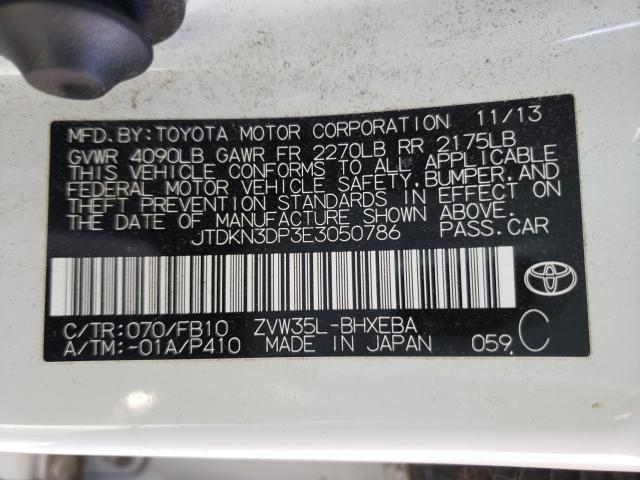 MFD. BY: TOYOTA MOTOR CORPORATION 11/13
GVWR 4090LB GAWR FR 2270LB RR 2175LB
THIS VEHICLE CONFORMS TO ALL APPLICABLE
FEDERAL MOTOR VEHICLE SAFETY, BUMPER, AND
THEFT PREVENTION STANDARDS IN EFFECT ON
THE DATE OF MANUFACTURE SHOWN ABOVE.
JTDKN3DP3E3050786 PASS. CAR
C/TR: 070/FB10 ZVW35L-BHXEBA
A/TM: -01A/P410 MADE IN JAPAN 059. C